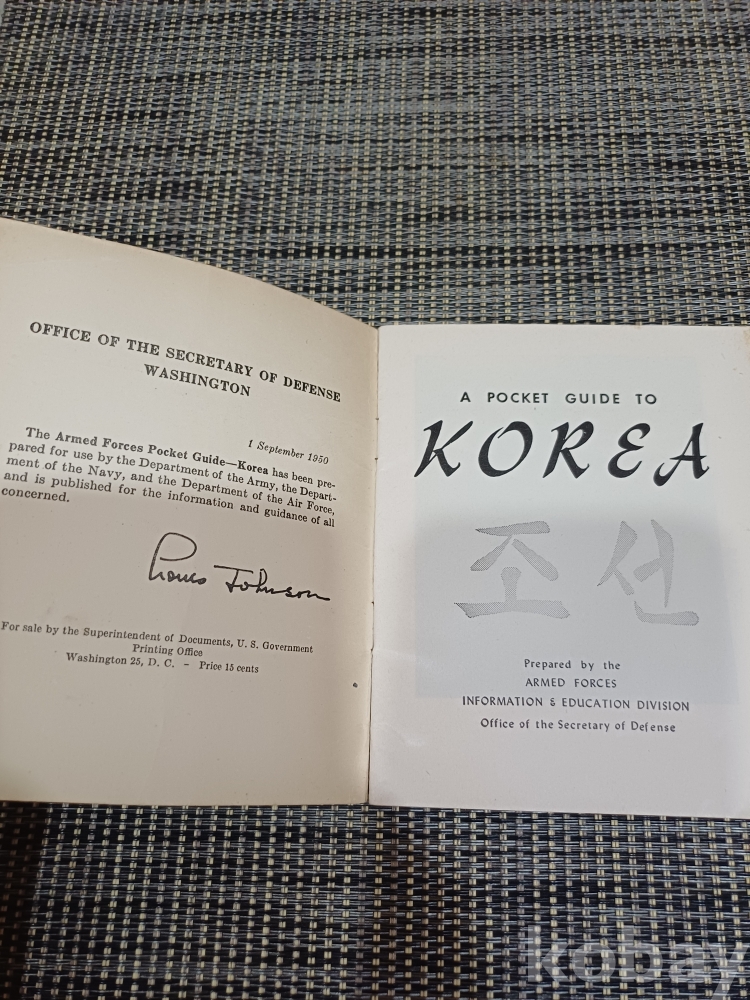 OFFICE OF THE SECRETARY OF DEFENSE
WASHINGTON
1 September 1950
The Armed Forces Pocket Guide—Korea has been pre-
pared for use by the Department of the Army, the Depart-
ment of the Navy, and the Department of the Air Force,
and is published for the information and guidance of all
concerned.
Louis Johnson
For sale by the Superintendent of Documents, U. S. Government
Printing Office
Washington 25, D. C. - Price 15 cents
A POCKET GUIDE TO
KOREA
조선
Prepared by the
ARMED FORCES
INFORMATION & EDUCATION DIVISION
Office of the Secretary of Defense
kobay